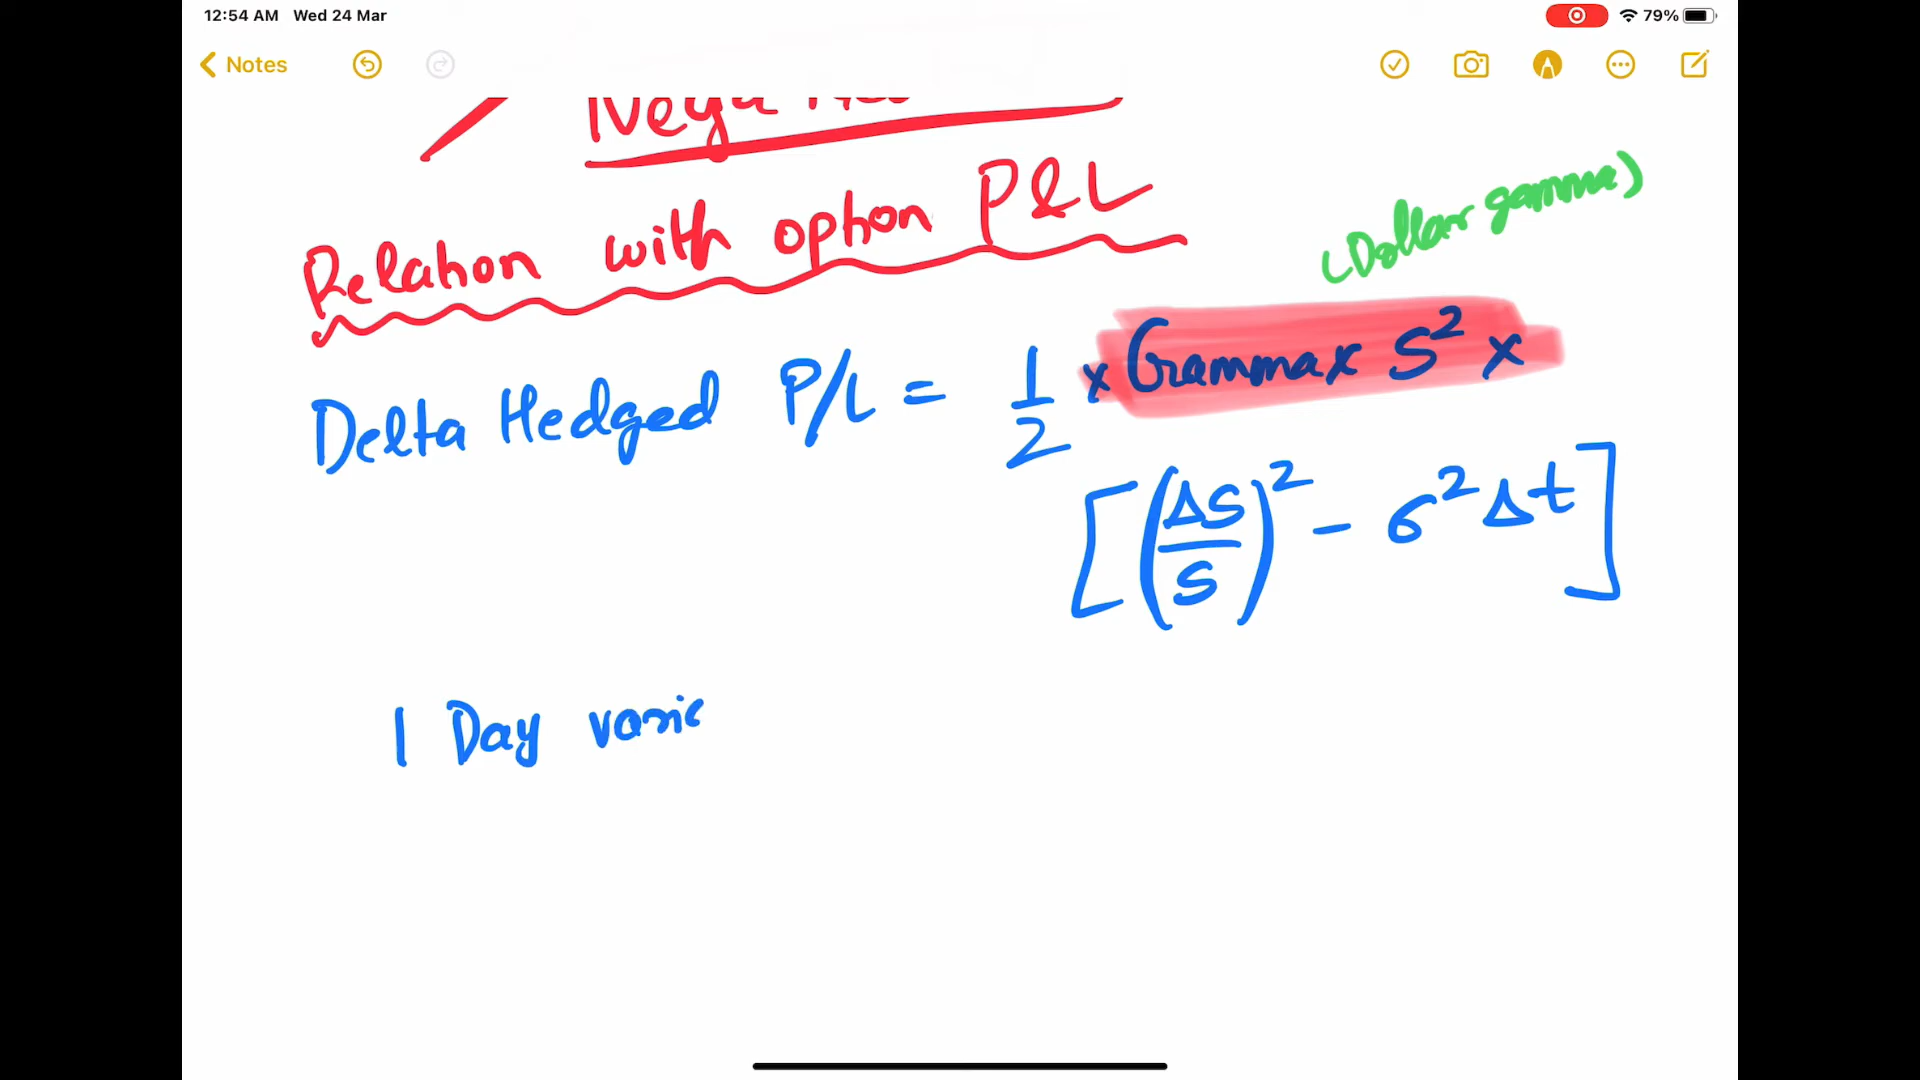 12:54 AM Wed 24 Mar 79%
Notes
Relation with option P&L
(Dollar gamma)
Delta Hedged P/L = 1/2 × Gamma × S² ×
[(ΔS/S)² - σ²Δt]
1 Day varia